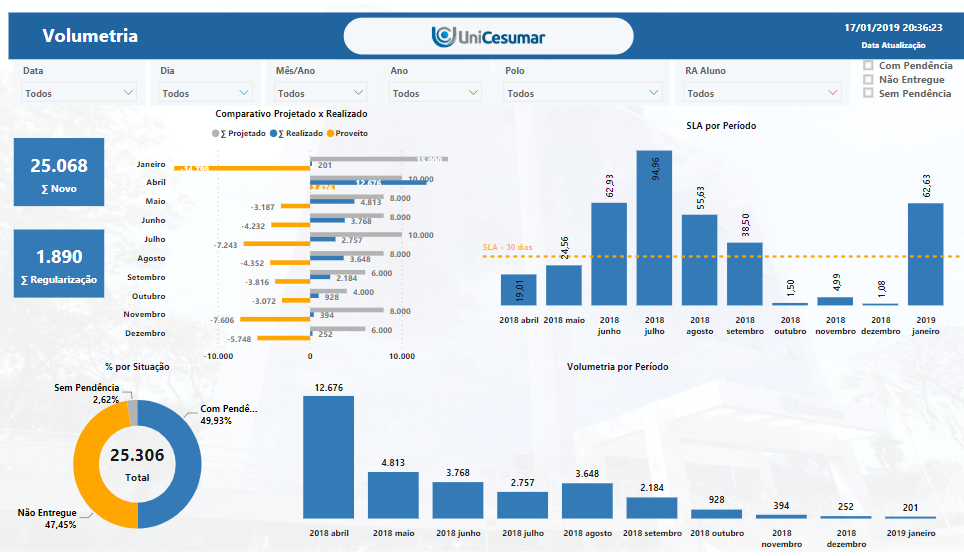 Volumetria
UniCesumar
17/01/2019 20:36:23
Data Atualização
Data
Dia
Mês/Ano
Ano
Polo
RA Aluno
Todos
Todos
Todos
Todos
Todos
Todos
Com Pendência
Não Entregue
Sem Pendência
25.068
∑ Novo
1.890
∑ Regularização
Comparativo Projetado x Realizado
∑ Projetado ∑ Realizado Proveito
Janeiro 15.000 201 -14.799
Abril 10.000 12.676 2.676
Maio 8.000 4.813 -3.187
Junho 8.000 3.768 -4.232
Julho 10.000 2.757 -7.243
Agosto 8.000 3.648 -4.352
Setembro 6.000 2.184 -3.816
Outubro 4.000 928 -3.072
Novembro 8.000 394 -7.606
Dezembro 6.000 252 -5.748
-10.000 0 10.000
SLA por Período
SLA - 30 dias
19,01 24,56 62,93 94,96 55,63 38,50 1,50 4,99 1,08 62,63
2018 abril 2018 maio 2018 junho 2018 julho 2018 agosto 2018 setembro 2018 outubro 2018 novembro 2018 dezembro 2019 janeiro
% por Situação
Sem Pendência
2,62%
Com Pendê...
49,93%
25.306
Total
Não Entregue
47,45%
Volumetria por Período
12.676 4.813 3.768 2.757 3.648 2.184 928 394 252 201
2018 abril 2018 maio 2018 junho 2018 julho 2018 agosto 2018 setembro 2018 outubro 2018 novembro 2018 dezembro 2019 janeiro